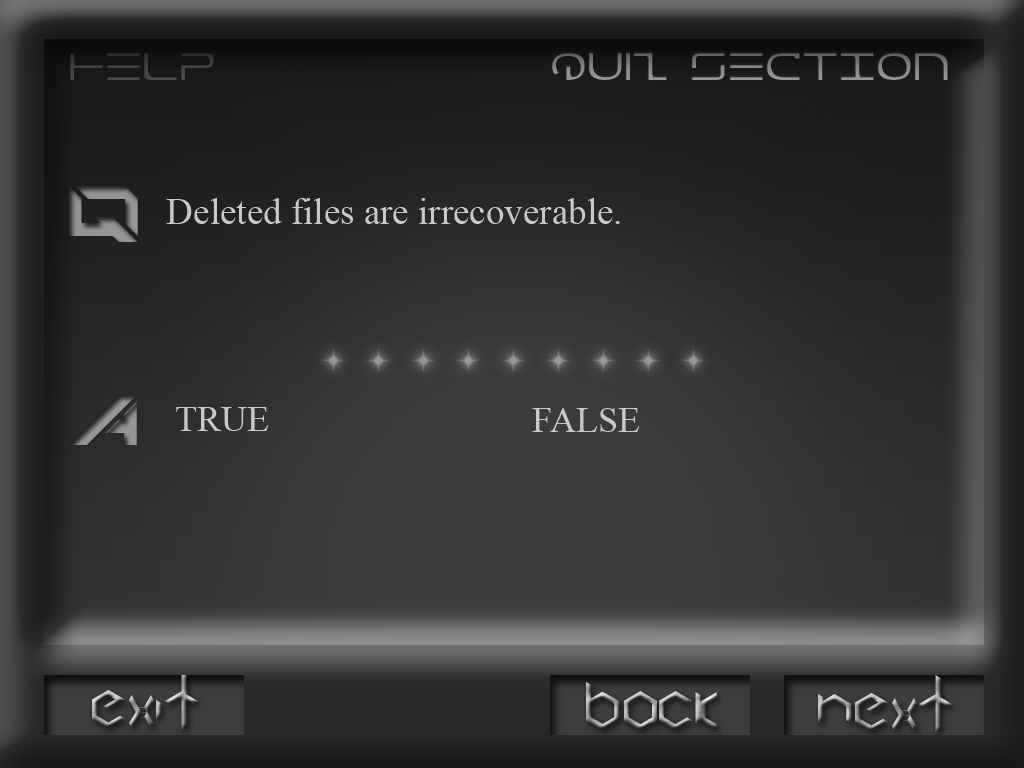 HELP
QUIZ SECTION
Q Deleted files are irrecoverable.
A TRUE FALSE
exit
back
next